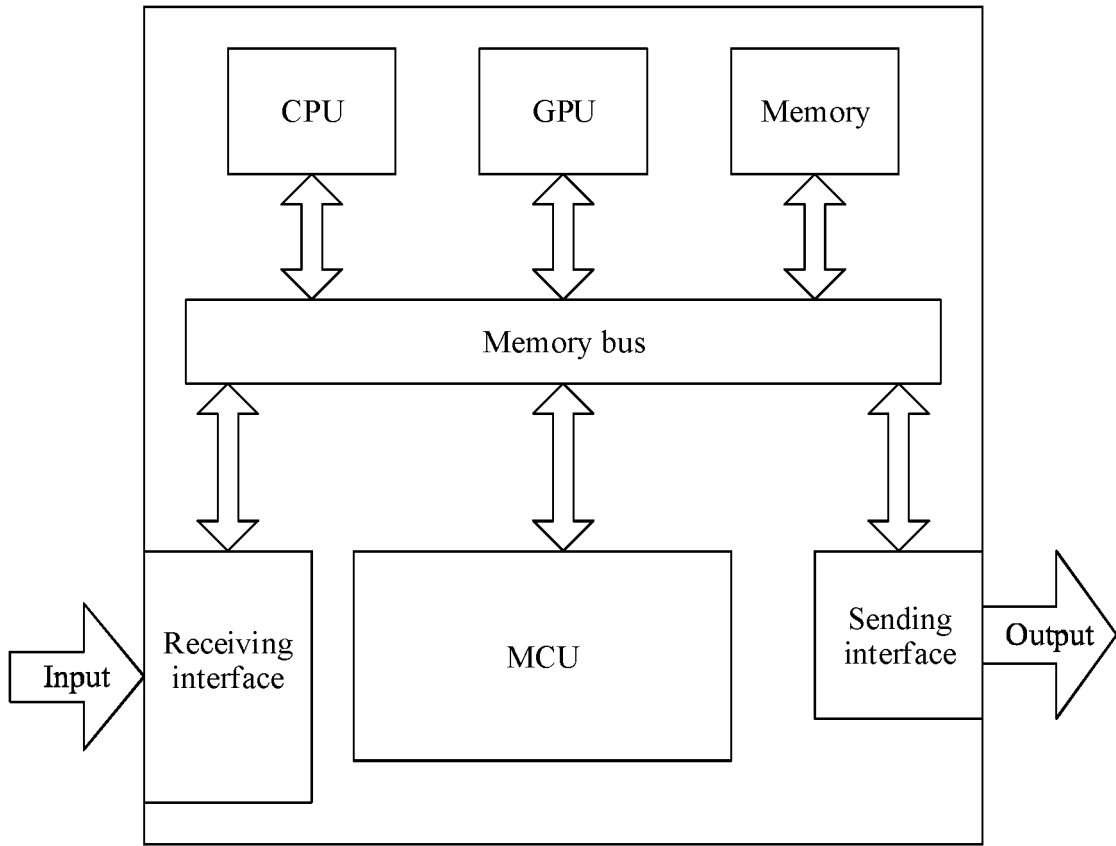 CPU
GPU
Memory
Memory bus
Receiving
interface
MCU
Sending
interface
Input
Output